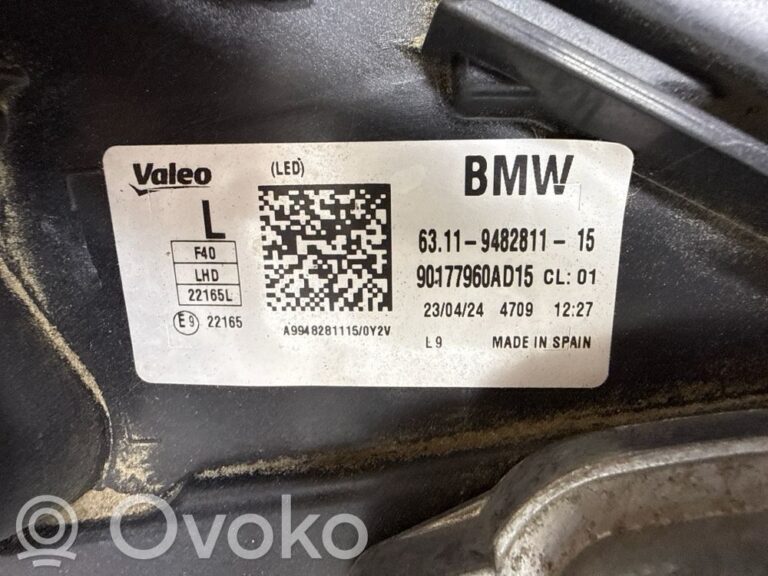 Valeo
(LED)
BMW
L
F40
LHD
22165L
E9 22165
A9948281115/0Y2V
63.11-9482811-15
90177960AD15 CL: 01
23/04/24 4709 12:27
L9 MADE IN SPAIN
Ovoko